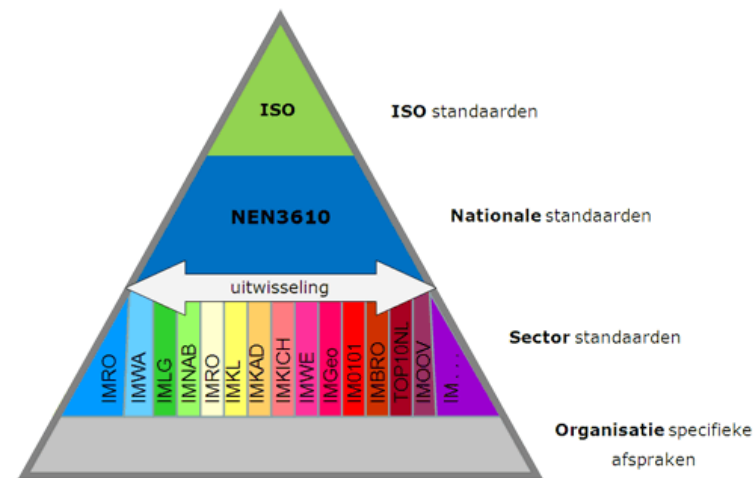 ISO
ISO standaarden
NEN3610
Nationale standaarden
uitwisseling
Sector standaarden
IMRO
IMWA
IMLG
IMNAB
IMRO
IMKL
IMKAD
IMKICH
IMWE
IMGeo
IM0101
IMBRO
TOP10NL
IMOOV
IM...
Organisatie specifieke
afspraken